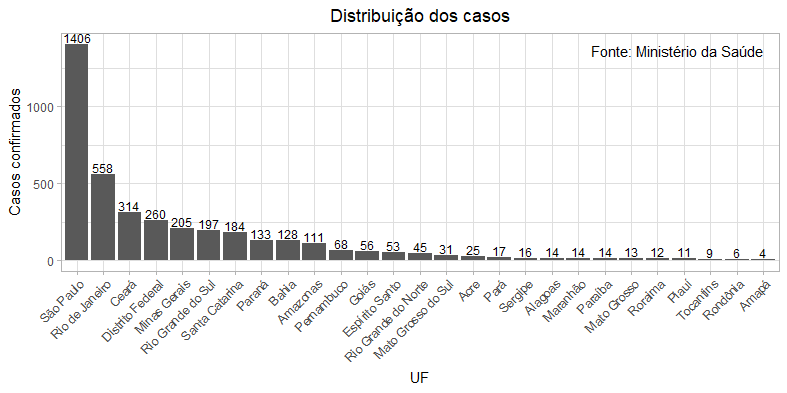 Distribuição dos casos
Fonte: Ministério da Saúde
Casos confirmados
1000
500
0
1406
558
314
260
205
197
184
133
128
111
68
56
53
45
31
25
17
16
14
14
14
13
12
11
9
6
4
São Paulo
Rio de Janeiro
Ceará
Distrito Federal
Minas Gerais
Rio Grande do Sul
Santa Catarina
Paraná
Bahia
Amazonas
Pernambuco
Goiás
Espírito Santo
Rio Grande do Norte
Mato Grosso do Sul
Acre
Pará
Sergipe
Alagoas
Maranhão
Paraíba
Mato Grosso
Roraima
Piauí
Tocantins
Rondônia
Amapá
UF